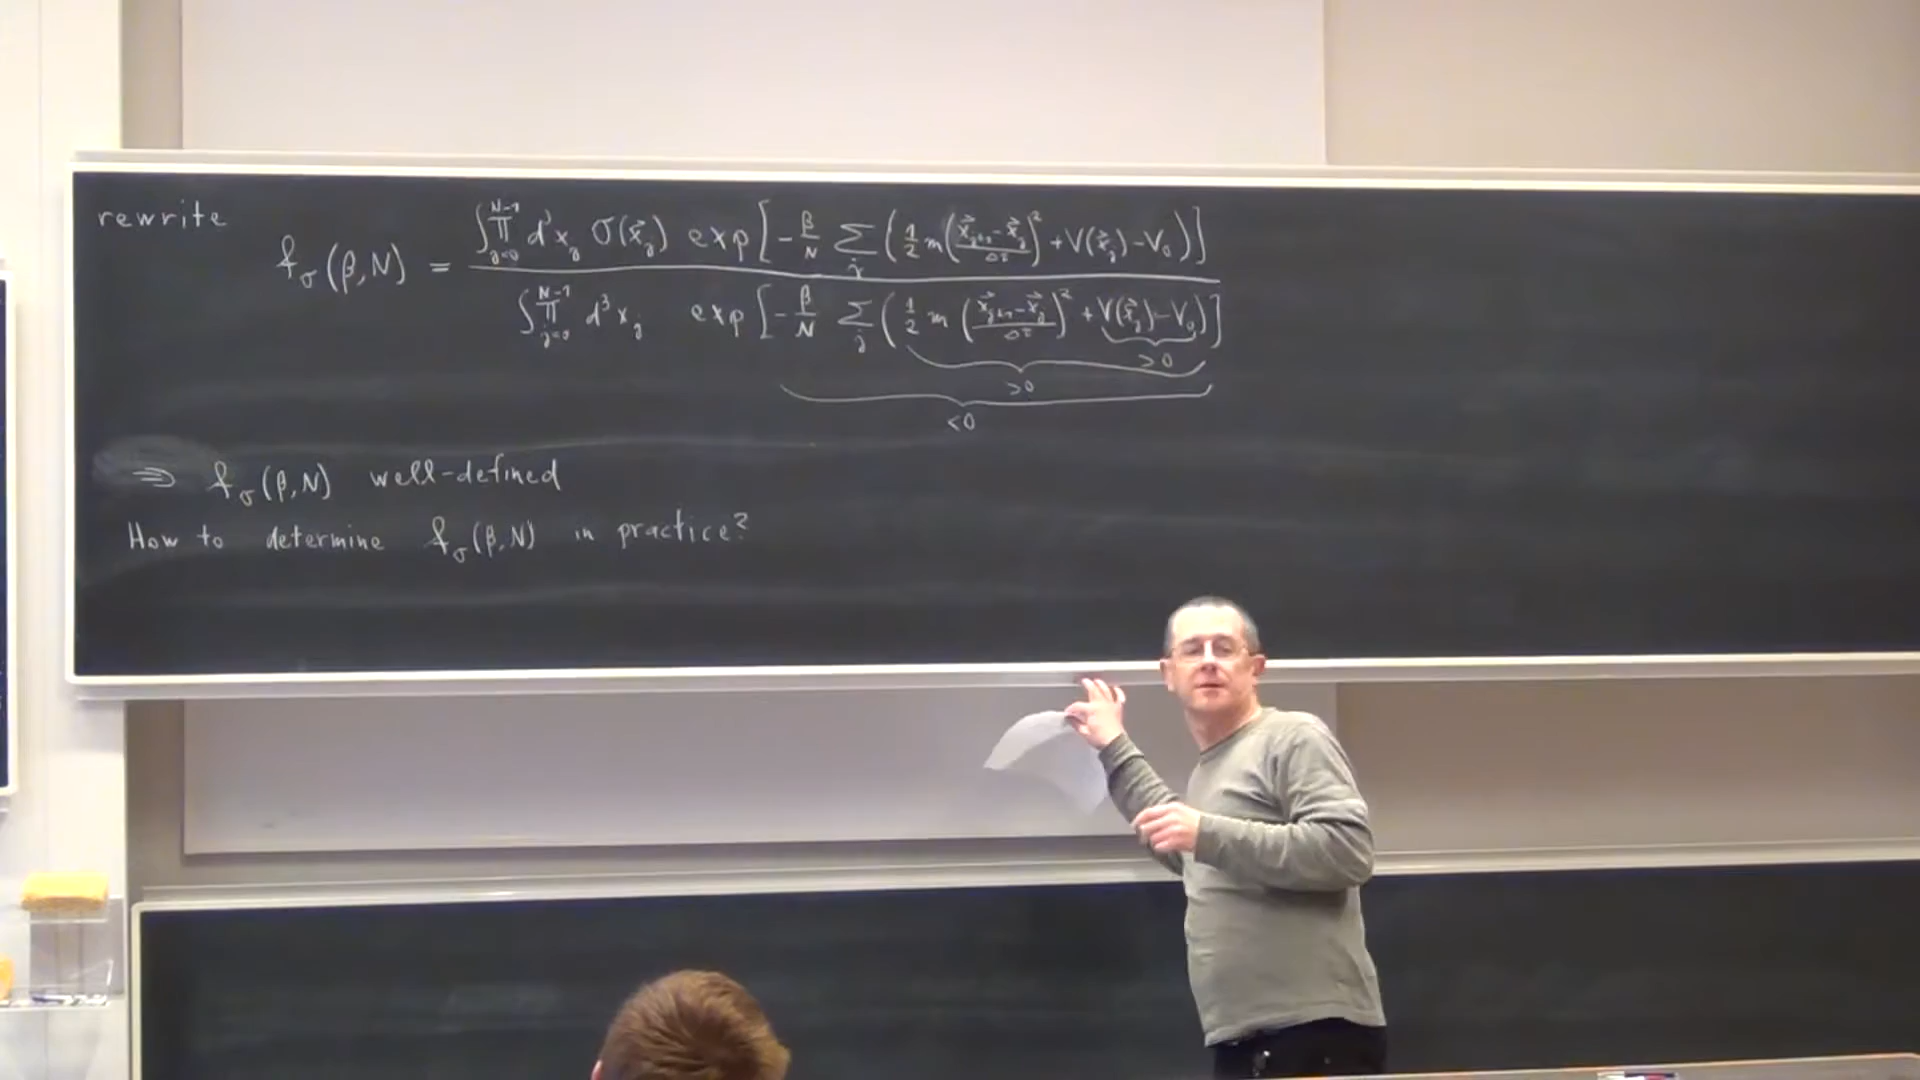 rewrite
f_σ(β,N) = ∫∏_{j=0}^{N-1} d³x_j σ(x⃗_j) exp[-β/N Σ_j (1/2 m((x⃗_{j+1}-x⃗_j)/Δτ)² + V(x⃗_j)-V_0)]
∫∏_{j=0}^{N-1} d³x_j exp[-β/N Σ_j (1/2 m ((x⃗_{j+1}-x⃗_j)/Δτ)² + V(x⃗_j)-V_0)]
>0
>0
<0
⇒ f_σ(β,N) well-defined
How to determine f_σ(β,N) in practice?